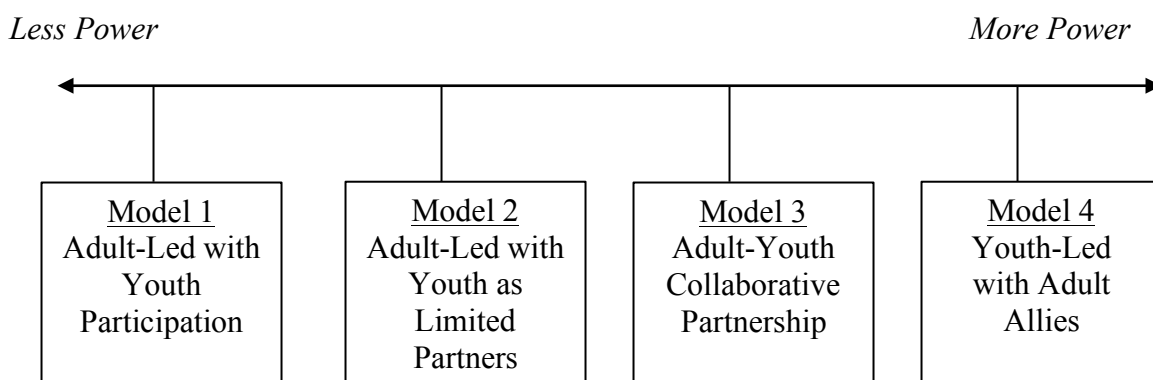 Less Power
More Power
Model 1
Adult-Led with
Youth
Participation
Model 2
Adult-Led with
Youth as
Limited
Partners
Model 3
Adult-Youth
Collaborative
Partnership
Model 4
Youth-Led
with Adult
Allies